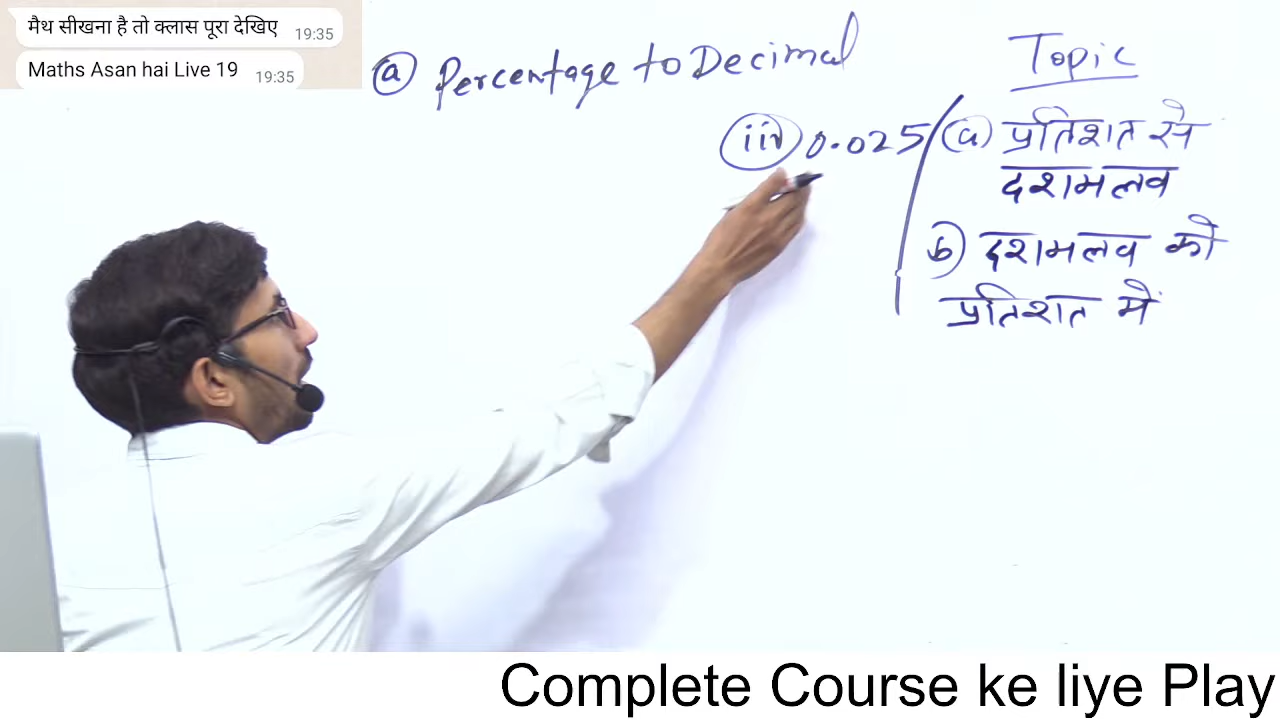 मैथ सीखना है तो क्लास पूरा देखिए 19:35
Maths Asan hai Live 19 19:35
(a) Percentage to Decimal
Topic
(iii) 0.025
(a) प्रतिशत से
दशमलव
b) दशमलव को
प्रतिशत में
Complete Course ke liye Play